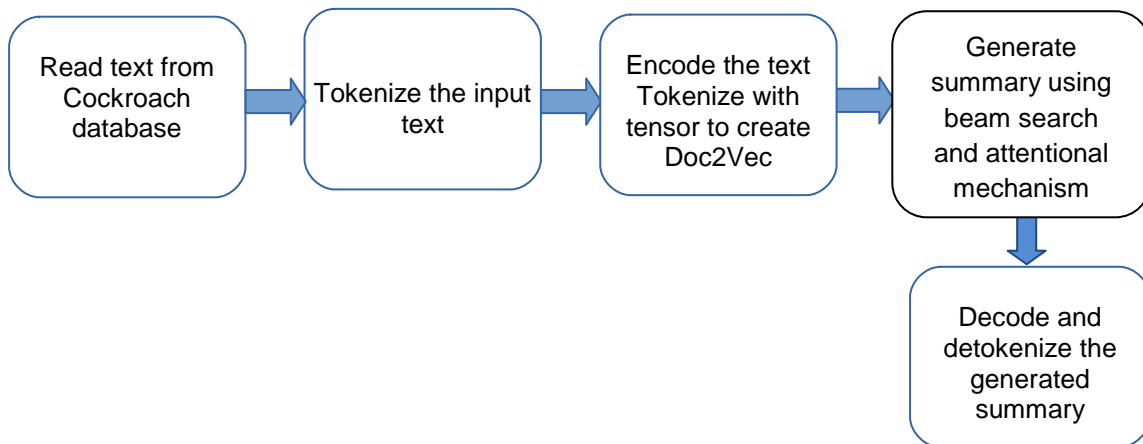 Read text from
Cockroach
database
Tokenize the input
text
Encode the text
Tokenize with
tensor to create
Doc2Vec
Generate
summary using
beam search
and attentional
mechanism
Decode and
detokenize the
generated
summary